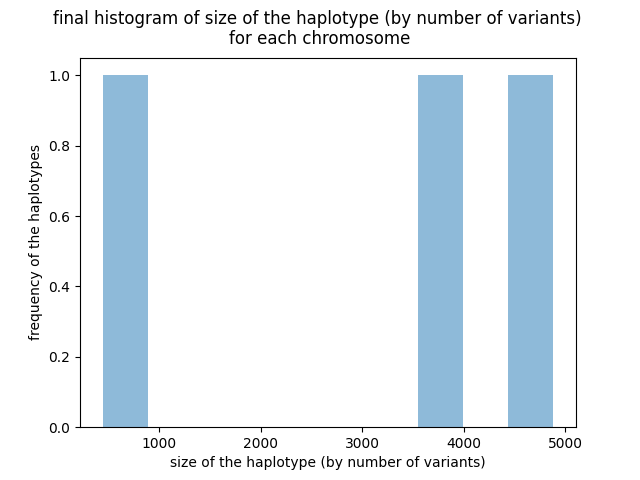 final histogram of size of the haplotype (by number of variants)
for each chromosome
1.0
0.8
0.6
0.4
0.2
0.0
frequency of the haplotypes
1000 2000 3000 4000 5000
size of the haplotype (by number of variants)